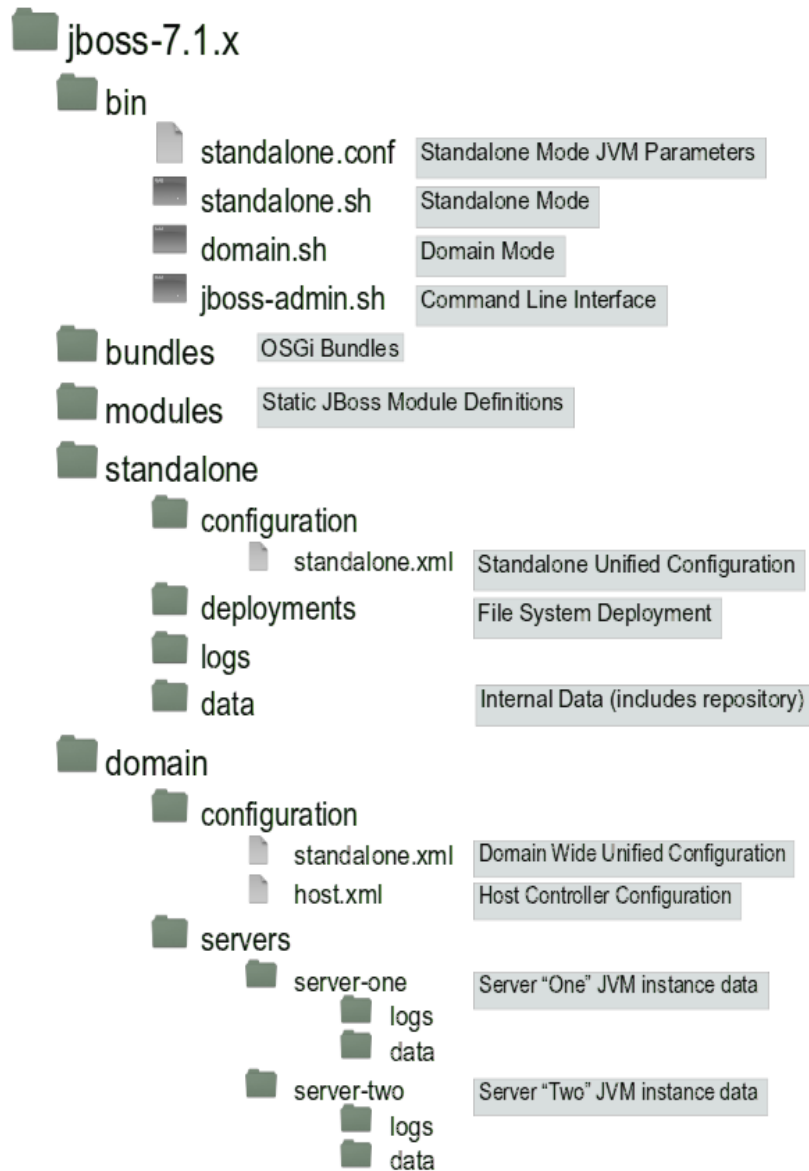 jboss-7.1.x
bin
standalone.conf Standalone Mode JVM Parameters
standalone.sh Standalone Mode
domain.sh Domain Mode
jboss-admin.sh Command Line Interface
bundles OSGi Bundles
modules Static JBoss Module Definitions
standalone
configuration
standalone.xml Standalone Unified Configuration
deployments File System Deployment
logs
data Internal Data (includes repository)
domain
configuration
standalone.xml Domain Wide Unified Configuration
host.xml Host Controller Configuration
servers
server-one Server “One” JVM instance data
logs
data
server-two Server “Two” JVM instance data
logs
data